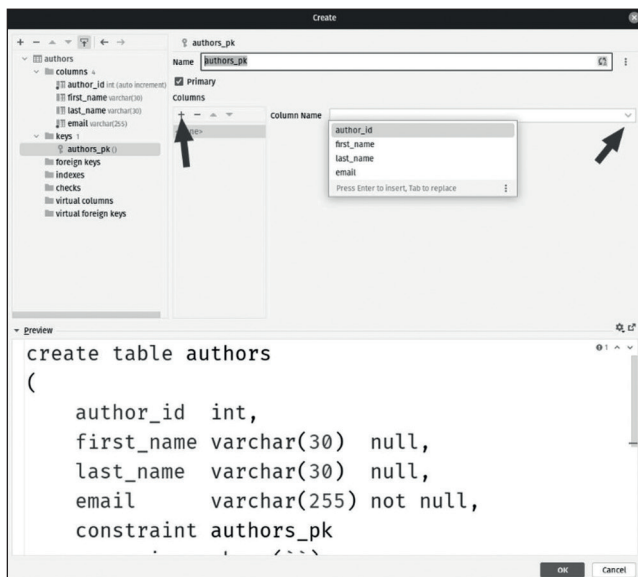 Create
authors_pk
authors
columns 4
author_id int (auto increment)
first_name varchar(30)
last_name varchar(30)
email varchar(255)
keys 1
authors_pk ()
foreign keys
indexes
checks
virtual columns
virtual foreign keys
Name authors_pk
Primary
Columns
Column Name
author_id
first_name
last_name
email
Press Enter to insert, Tab to replace
Preview
1
create table authors
(
author_id int,
first_name varchar(30) null,
last_name varchar(30) null,
email varchar(255) not null,
constraint authors_pk
OK Cancel